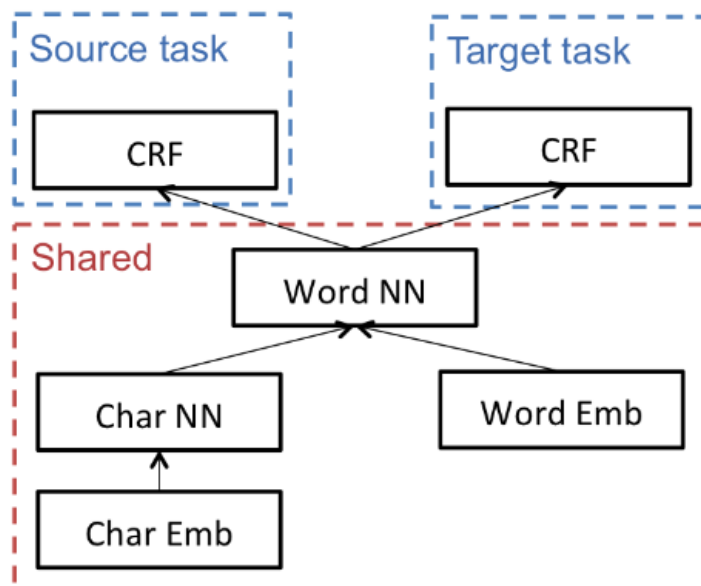 Source task
Target task
CRF
CRF
Shared
Word NN
Char NN
Word Emb
Char Emb